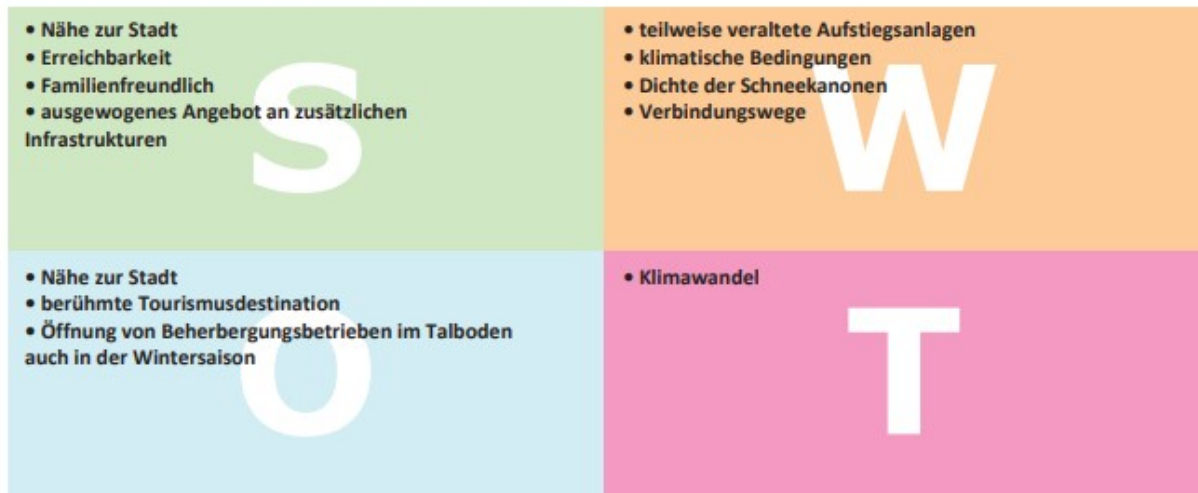 • Nähe zur Stadt
• Erreichbarkeit
• Familienfreundlich
• ausgewogenes Angebot an zusätzlichen
Infrastrukturen
S
• teilweise veraltete Aufstiegsanlagen
• klimatische Bedingungen
• Dichte der Schneekanonen
• Verbindungswege
W
• Nähe zur Stadt
• berühmte Tourismusdestination
• Öffnung von Beherbergungsbetrieben im Talboden
auch in der Wintersaison
O
• Klimawandel
T